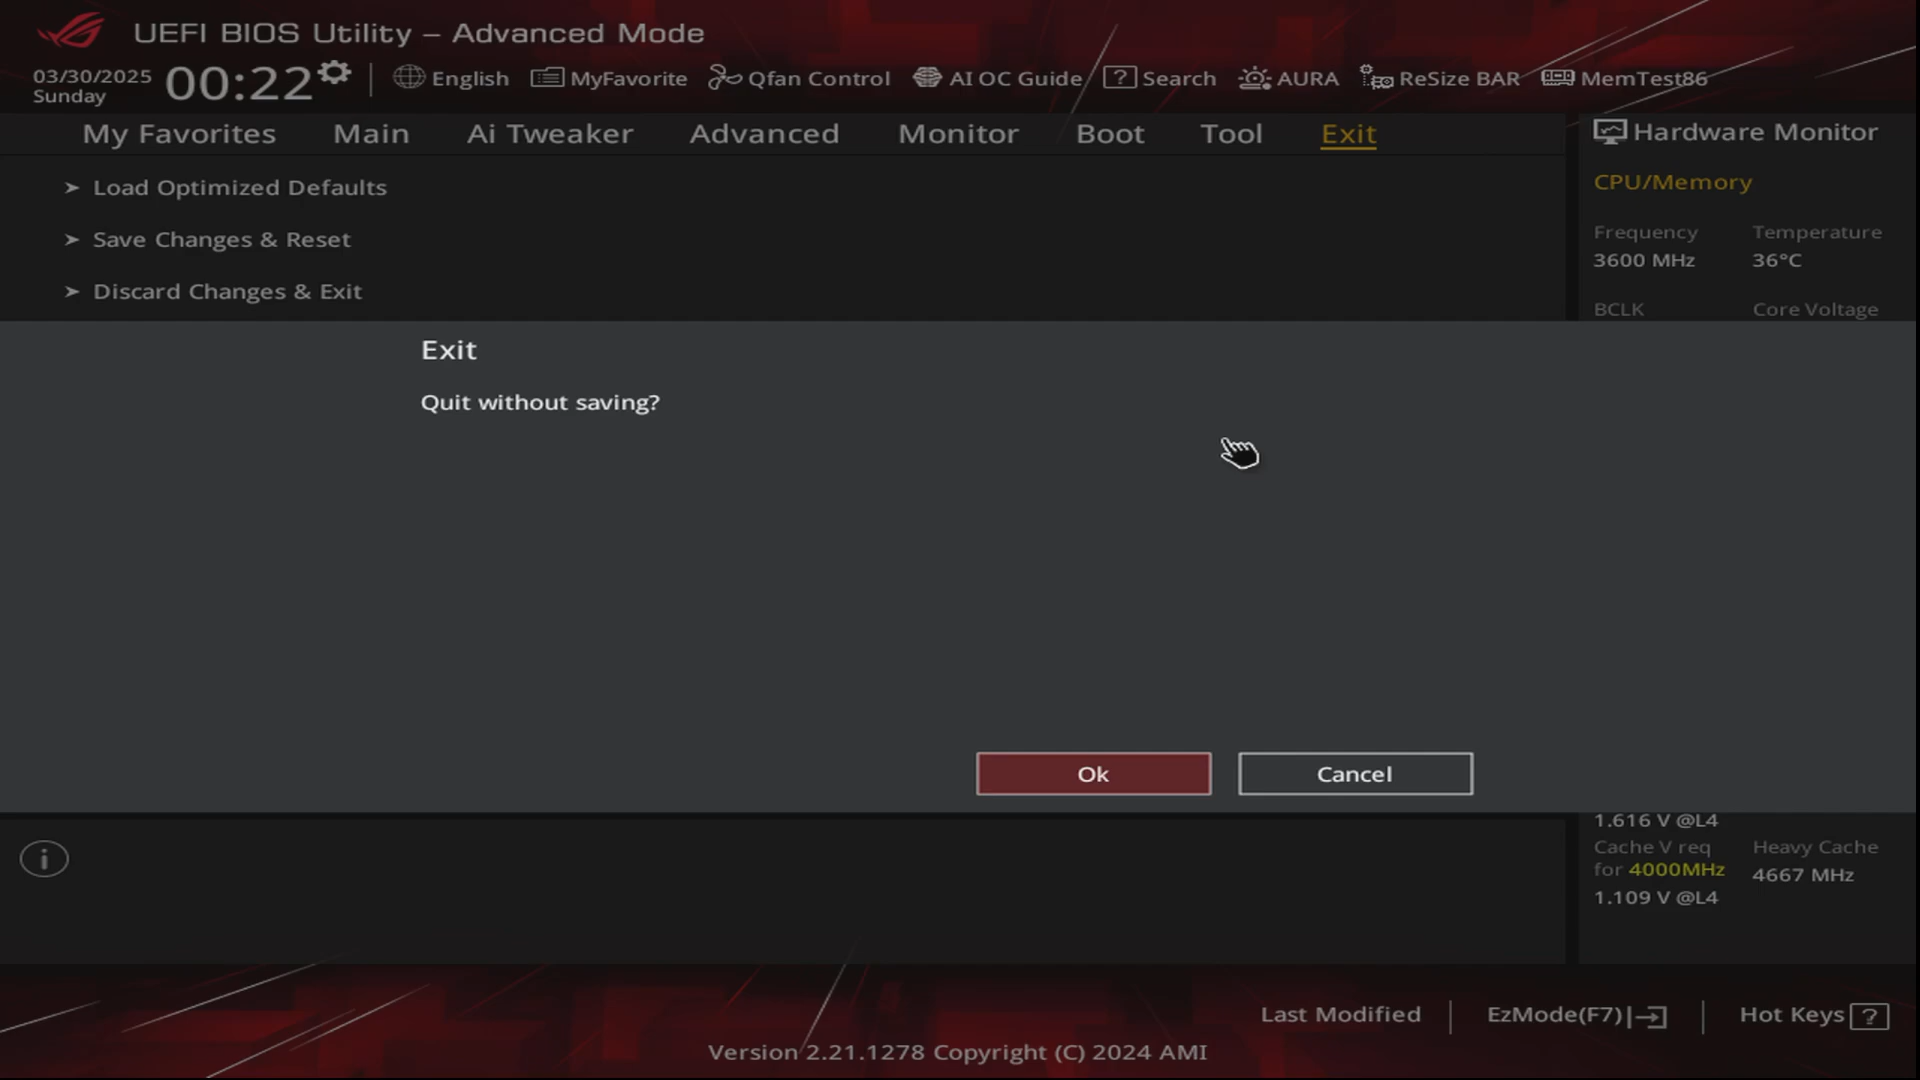 UEFI BIOS Utility – Advanced Mode
03/30/2025
Sunday
00:22
English
MyFavorite
Qfan Control
AI OC Guide
? Search
AURA
ReSize BAR
MemTest86
My Favorites
Main
Ai Tweaker
Advanced
Monitor
Boot
Tool
Exit
Hardware Monitor
Load Optimized Defaults
Save Changes & Reset
Discard Changes & Exit
CPU/Memory
Frequency
Temperature
3600 MHz
36°C
BCLK
Core Voltage
Exit
Quit without saving?
Ok
Cancel
1.616 V @L4
Cache V req
for 4000MHz
1.109 V @L4
Heavy Cache
4667 MHz
i
Last Modified
EzMode(F7)
Hot Keys ?
Version 2.21.1278 Copyright (C) 2024 AMI